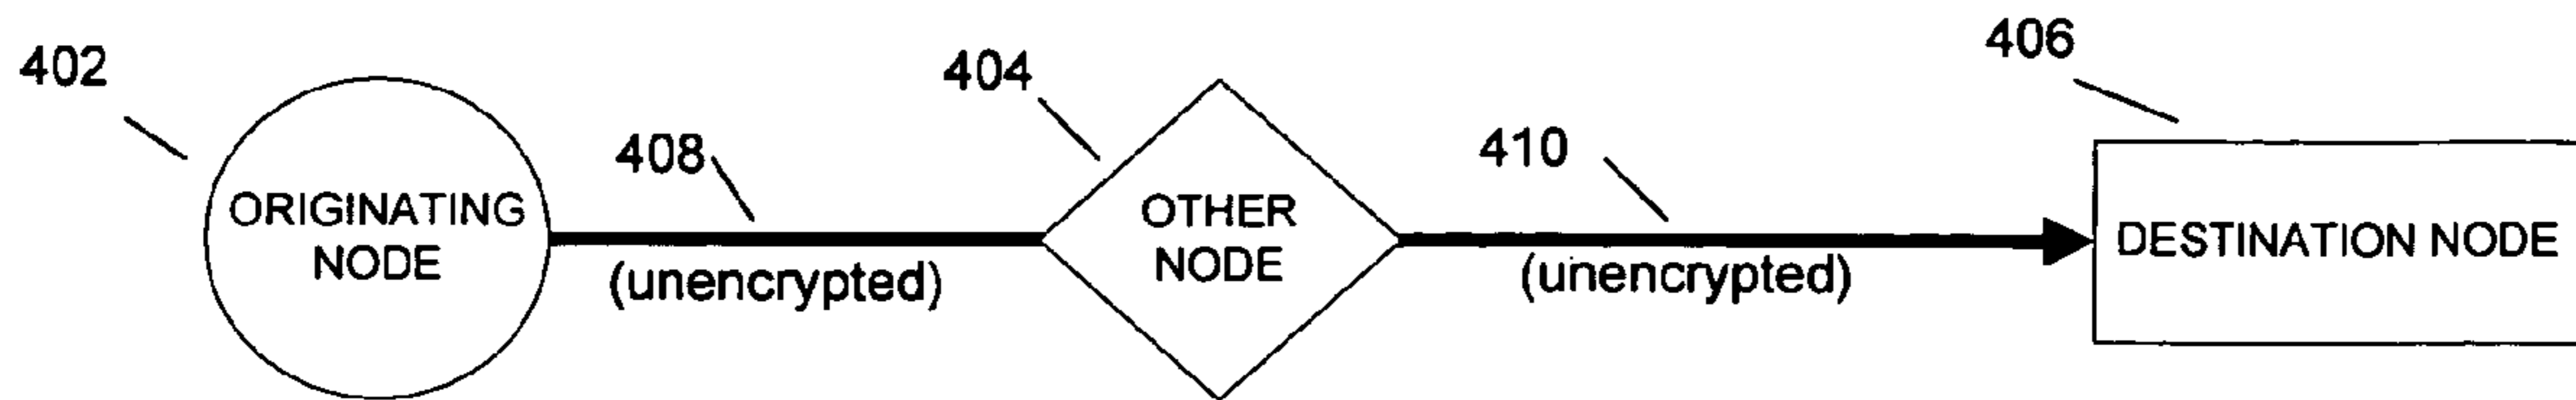 402
404
406
408
410
ORIGINATING
NODE
OTHER
NODE
DESTINATION NODE
(unencrypted)
(unencrypted)